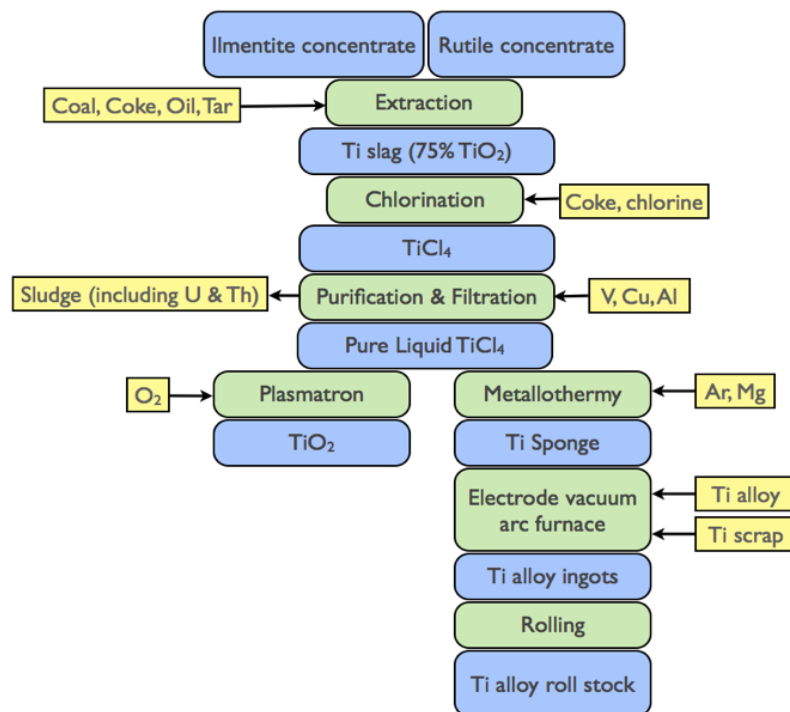 Ilmentite concentrate
Rutile concentrate
Coal, Coke, Oil, Tar
Extraction
Ti slag (75% TiO₂)
Chlorination
Coke, chlorine
TiCl₄
Sludge (including U & Th)
Purification & Filtration
V, Cu, Al
Pure Liquid TiCl₄
O₂
Plasmatron
Metallothermy
Ar, Mg
TiO₂
Ti Sponge
Electrode vacuum
arc furnace
Ti alloy
Ti scrap
Ti alloy ingots
Rolling
Ti alloy roll stock